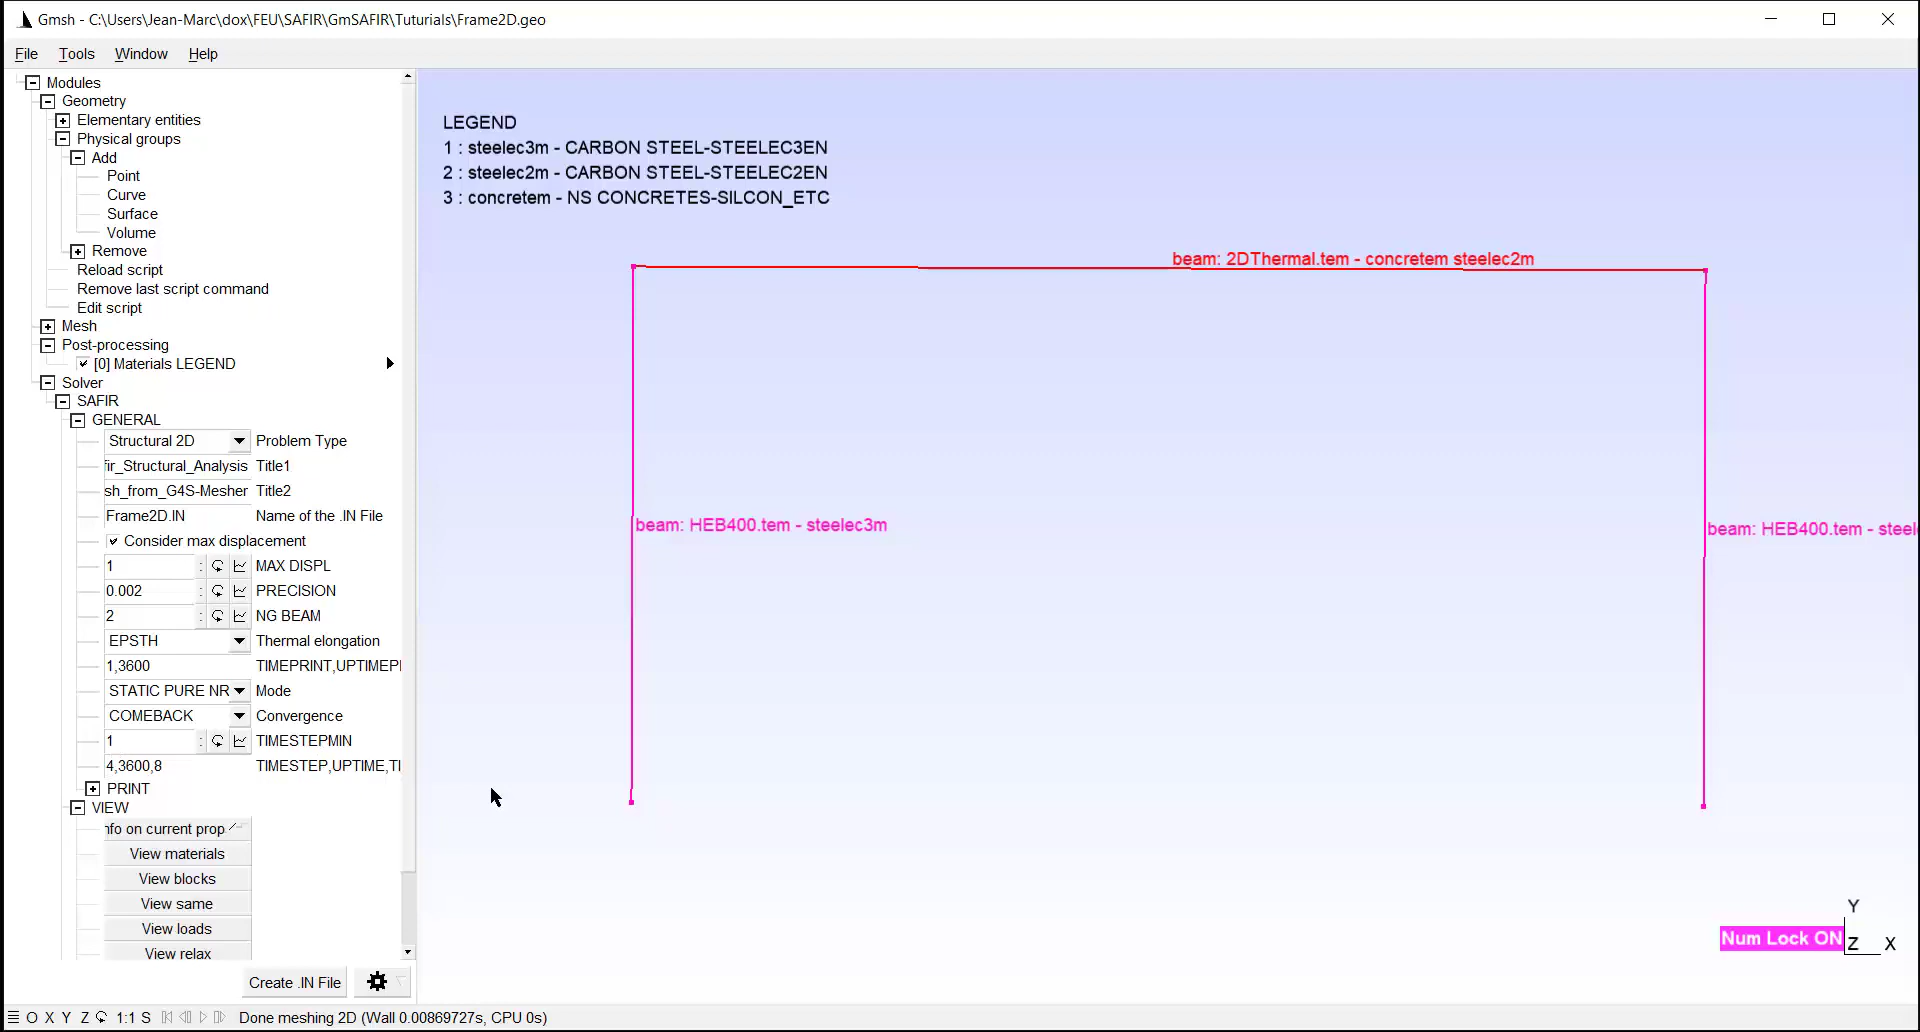 Gmsh - C:\Users\Jean-Marc\dox\FEU\SAFIR\GmSAFIR\Tuturials\Frame2D.geo
File Tools Window Help
Modules
Geometry
Elementary entities
Physical groups
Add
Point
Curve
Surface
Volume
Remove
Reload script
Remove last script command
Edit script
Mesh
Post-processing
[0] Materials LEGEND
Solver
SAFIR
GENERAL
Structural 2D Problem Type
fir_Structural_Analysis Title1
sh_from_G4S-Mesher Title2
Frame2D.IN Name of the .IN File
Consider max displacement
1 : MAX DISPL
0.002 : PRECISION
2 : NG BEAM
EPSTH Thermal elongation
1,3600 TIMEPRINT,UPTIMEPI
STATIC PURE NR Mode
COMEBACK Convergence
1 : TIMESTEPMIN
4,3600,8 TIMESTEP,UPTIME,TI
PRINT
VIEW
nfo on current prop
View materials
View blocks
View same
View loads
View relax
Create .IN File
LEGEND
1 : steelec3m - CARBON STEEL-STEELEC3EN
2 : steelec2m - CARBON STEEL-STEELEC2EN
3 : concretem - NS CONCRETES-SILCON_ETC
beam: 2DThermal.tem - concretem steelec2m
beam: HEB400.tem - steelec3m
beam: HEB400.tem - steel
Y
Num Lock ON Z X
O X Y Z 1:1 S Done meshing 2D (Wall 0.00869727s, CPU 0s)